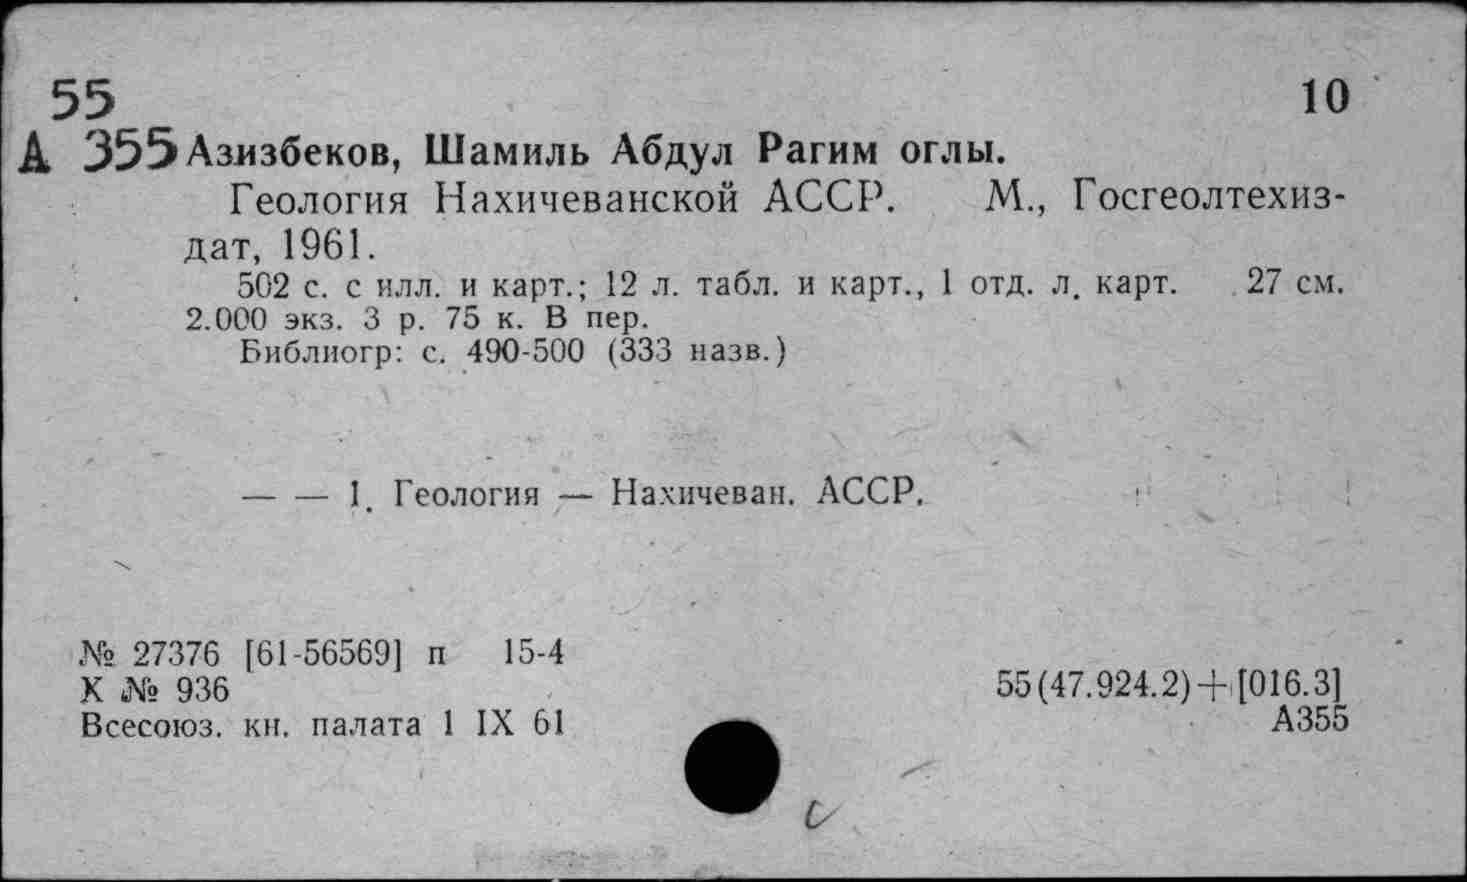 55 10
А 355 Азизбеков, Шамиль Абдул Рагим оглы.
Геология Нахичеванской АССР. М., Госгеолтехиз-
дат, 1961.
502 с. с илл. и карт.; 12 л. табл. и карт., 1 отд. л. карт. 27 см.
2.000 экз. 3 р. 75 к. В пер.
Библиогр: с. 490-500 (333 назв.)
— — 1. Геология — Нахичеван. АССР.
№ 27376 [61-56569] п 15-4
К № 936
55(47.924.2)+[016.3]
Всесоюз. кн. палата 1 IX 61
А355